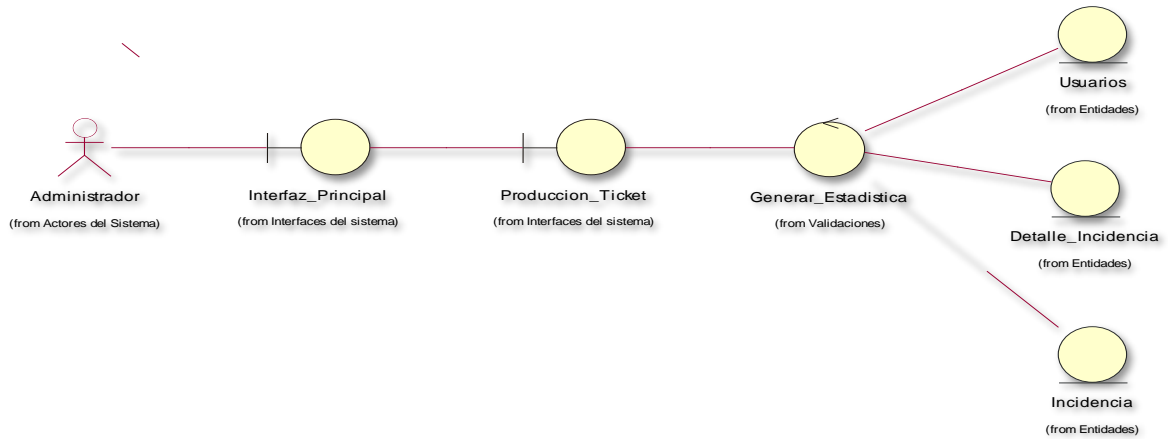 Administrador
(from Actores del Sistema)
Interfaz_Principal
(from Interfaces del sistema)
Produccion_Ticket
(from Interfaces del sistema)
Generar_Estadistica
(from Validaciones)
Usuarios
(from Entidades)
Detalle_Incidencia
(from Entidades)
Incidencia
(from Entidades)